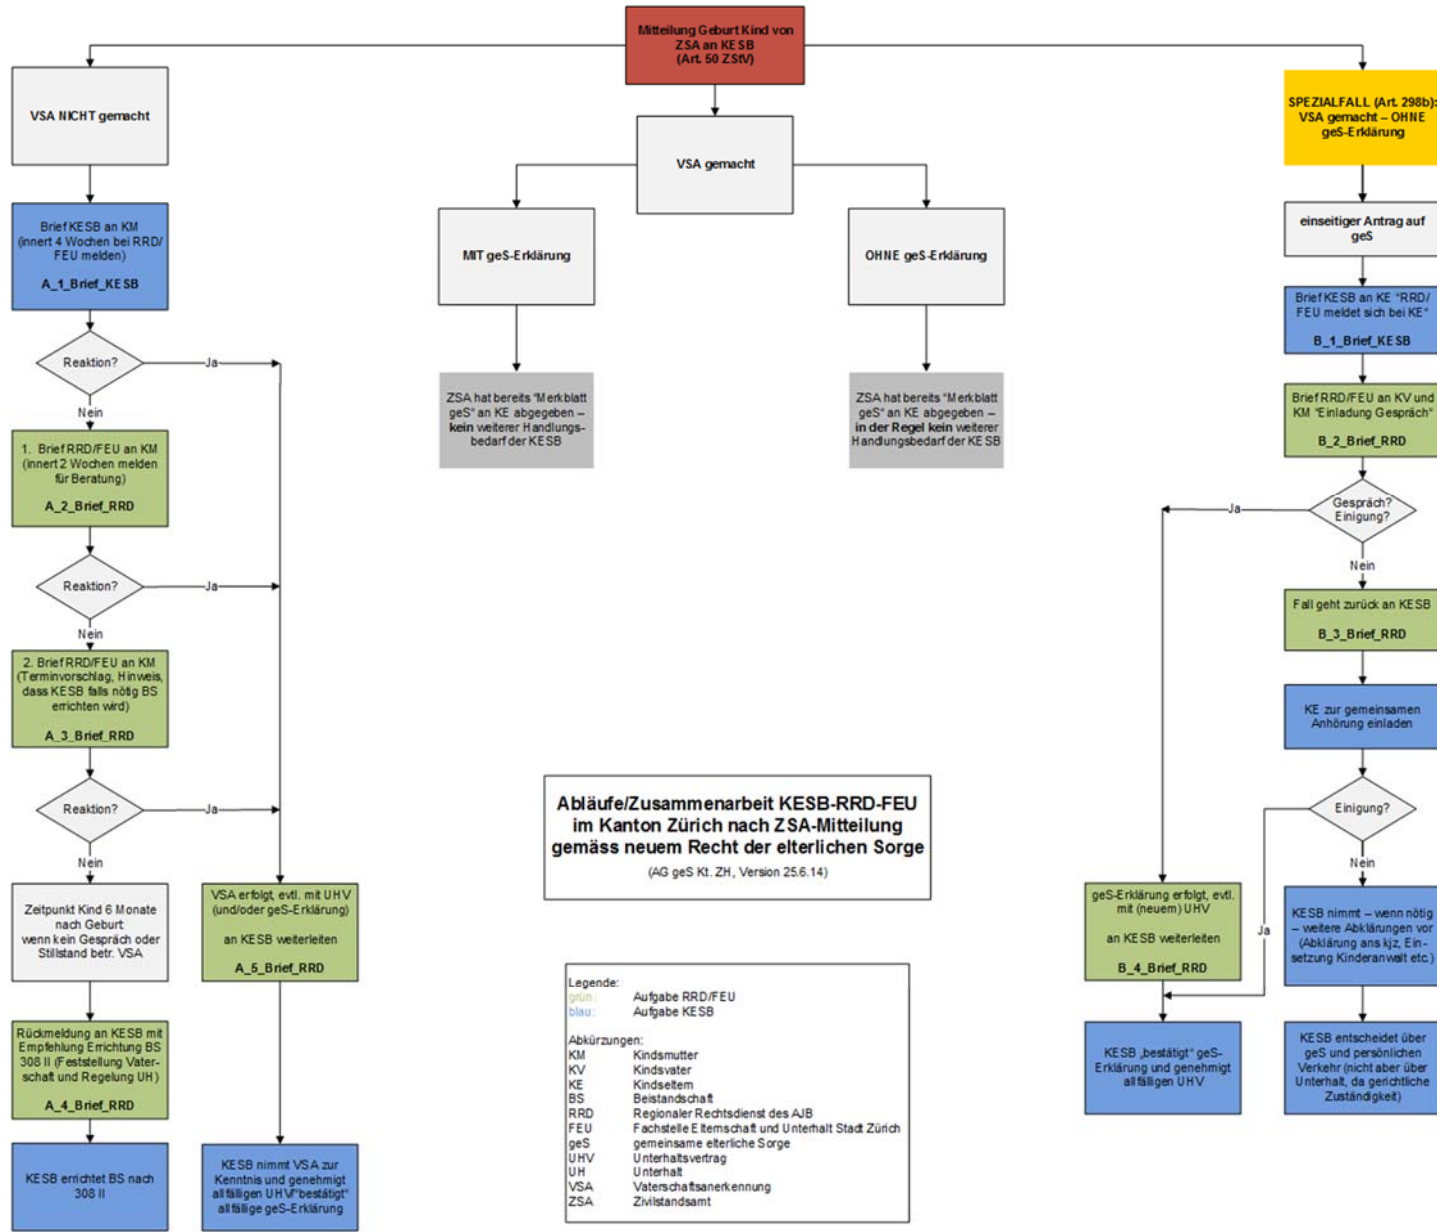 Mitteilung Geburt Kind von
ZSA an KESB
(Art. 50 ZStV)
VSA NICHT gemacht
Brief KESB an KM
(innert 4 Wochen bei RRD/
FEU melden)
A_1_Brief_KESB
Reaktion?
Ja
Nein
1. Brief RRD/FEU an KM
(innert 2 Wochen melden
für Beratung)
A_2_Brief_RRD
Reaktion?
Ja
Nein
2. Brief RRD/FEU an KM
(Terminvorschlag, Hinweis,
dass KESB falls nötig BS
errichten wird)
A_3_Brief_RRD
Reaktion?
Ja
Nein
Zeitpunkt Kind 6 Monate
nach Geburt
wenn kein Gespräch oder
Stillstand betr. VSA
Rückmeldung an KESB mit
Empfehlung Errichtung BS
308 II (Feststellung Vater-
schaft und Regelung UH)
A_4_Brief_RRD
KESB errichtet BS nach
308 II
VSA erfolgt, evtl. mit UHV
(und/oder geS-Erklärung)
an KESB weiterleiten
A_5_Brief_RRD
KESB nimmt VSA zur
Kenntnis und genehmigt
allfälligen UHV/"bestätigt"
allfällige geS-Erklärung
VSA gemacht
MIT geS-Erklärung
ZSA hat bereits "Merkblatt
geS" an KE abgegeben –
kein weiterer Handlungs-
bedarf der KESB
OHNE geS-Erklärung
ZSA hat bereits "Merkblatt
geS" an KE abgegeben –
in der Regel kein weiterer
Handlungsbedarf der KESB
SPEZIALFALL (Art. 298b):
VSA gemacht – OHNE
geS-Erklärung
einseitiger Antrag auf
geS
Brief KESB an KE "RRD/
FEU meldet sich bei KE"
B_1_Brief_KESB
Brief RRD/FEU an KV und
KM "Einladung Gespräch"
B_2_Brief_RRD
Gespräch?
Einigung?
Ja
Nein
Fall geht zurück an KESB
B_3_Brief_RRD
KE zur gemeinsamen
Anhörung einladen
Einigung?
Ja
Nein
geS-Erklärung erfolgt, evtl.
mit (neuem) UHV
an KESB weiterleiten
B_4_Brief_RRD
KESB „bestätigt" geS-
Erklärung und genehmigt
allfälligen UHV
KESB nimmt – wenn nötig
– weitere Abklärungen vor
(Abklärung ans kjz, Ein-
setzung Kinderanwalt etc.)
KESB entscheidet über
geS und persönlichen
Verkehr (nicht aber über
Unterhalt, da gerichtliche
Zuständigkeit)
Abläufe/Zusammenarbeit KESB-RRD-FEU
im Kanton Zürich nach ZSA-Mitteilung
gemäss neuem Recht der elterlichen Sorge
(AG geS Kt. ZH, Version 25.6.14)
Legende:
grün: Aufgabe RRD/FEU
blau: Aufgabe KESB
Abkürzungen:
KM Kindsmutter
KV Kindsvater
KE Kindseltern
BS Beistandschaft
RRD Regionaler Rechtsdienst des AJB
FEU Fachstelle Elternschaft und Unterhalt Stadt Zürich
geS gemeinsame elterliche Sorge
UHV Unterhaltsvertrag
UH Unterhalt
VSA Vaterschaftsanerkennung
ZSA Zivilstandsamt